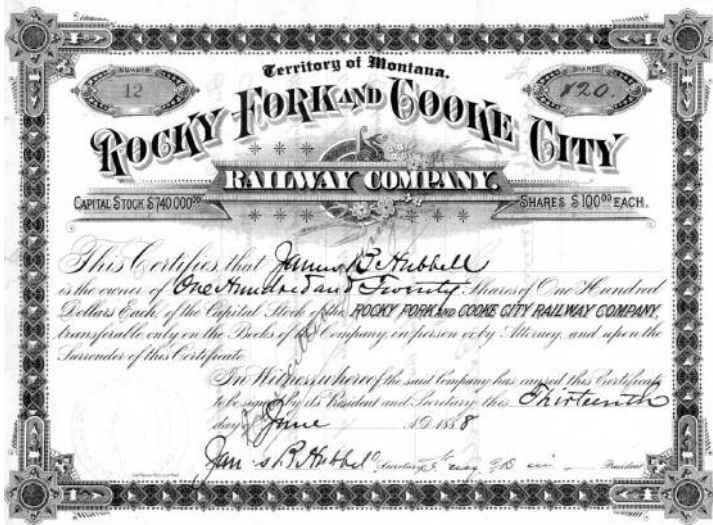 Territory of Montana.
NUMBER
12
SHARES
120.
ROCKY FORK AND COOKE CITY
RAILWAY COMPANY.
CAPITAL STOCK $740.000.00
SHARES $100.00 EACH.
This Certifies that James B Hubbell
is the owner of One Hundred and Twenty Shares of One Hundred
Dollars Each of the Capital Stock of the ROCKY FORK AND COOKE CITY RAILWAY COMPANY,
transferable only on the Books of the Company, in person or by Attorney, and upon the
Surrender of this Certificate
In Witness whereof the said Company has caused this Certificate
to be signed by its President and Secretary this Thirteenth
day of June A.D. 1888
Hubbell Secretary President